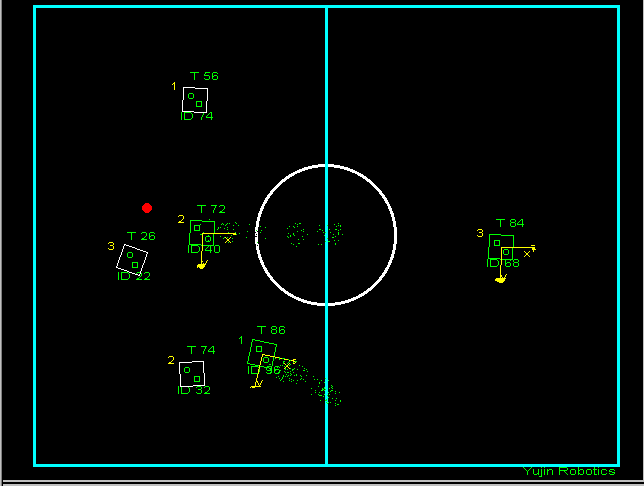 T 56
1
ID 74
T 72
2
ID 40
x
T 26
3
ID 22
T 84
3
ID 68
x
T 86
1
ID 96
x
T 74
2
ID 32
Yujin Robotics